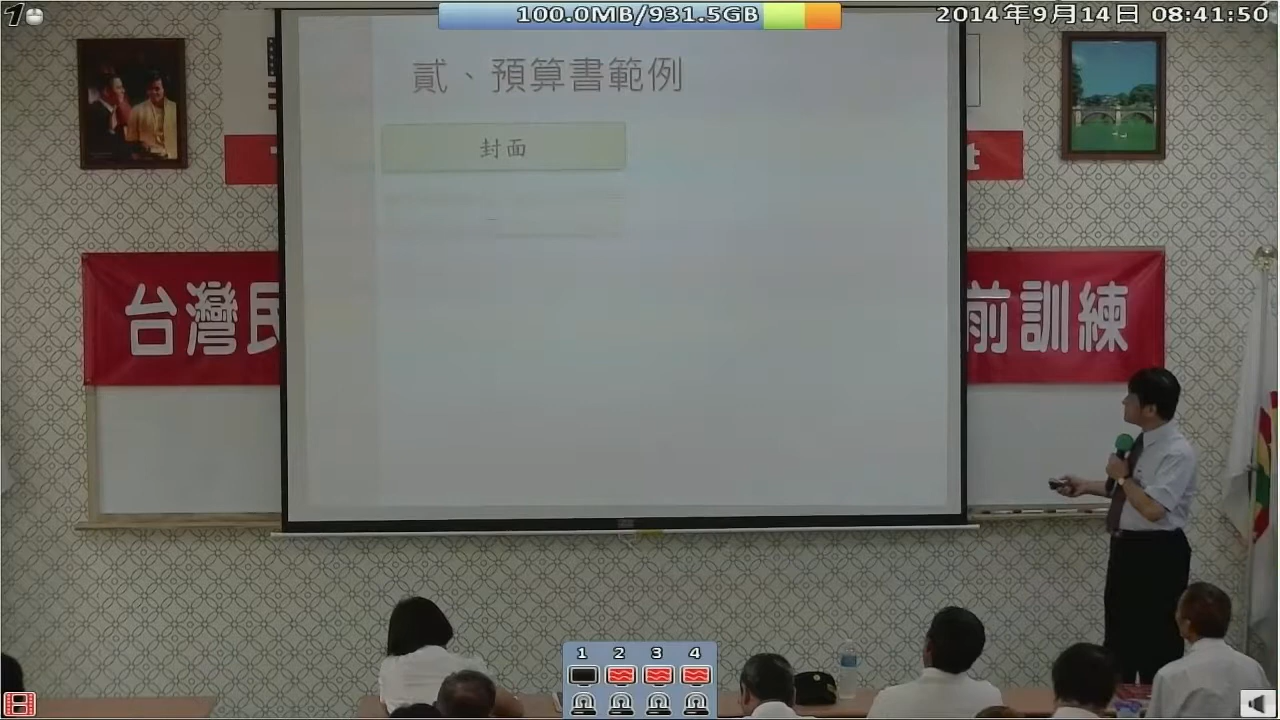 1
100.0MB/931.5GB
2014年9月14日 08:41:50
貳、預算書範例
封面
t
台灣民
前訓練
1 2 3 4